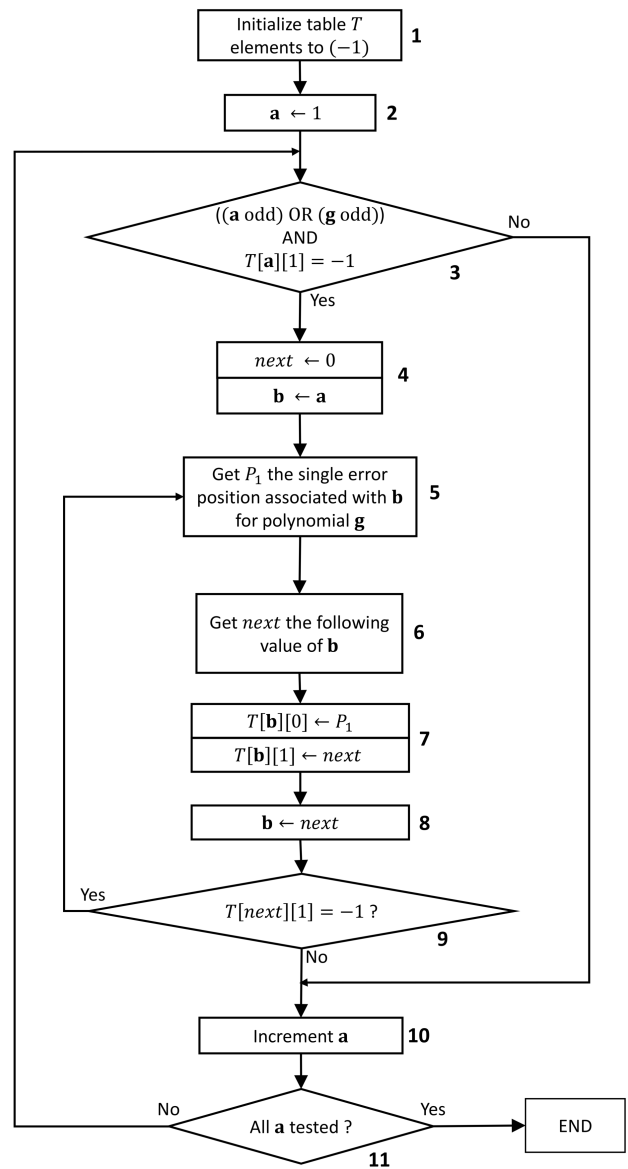 Initialize table T
elements to (−1)
1
a ← 1
2
((a odd) OR (g odd))
AND
T[a][1] = −1
3
No
Yes
next ← 0
b ← a
4
Get P₁ the single error
position associated with b
for polynomial g
5
Get next the following
value of b
6
T[b][0] ← P₁
T[b][1] ← next
7
b ← next
8
Yes
T[next][1] = −1 ?
9
No
Increment a
10
No
All a tested ?
Yes
11
END